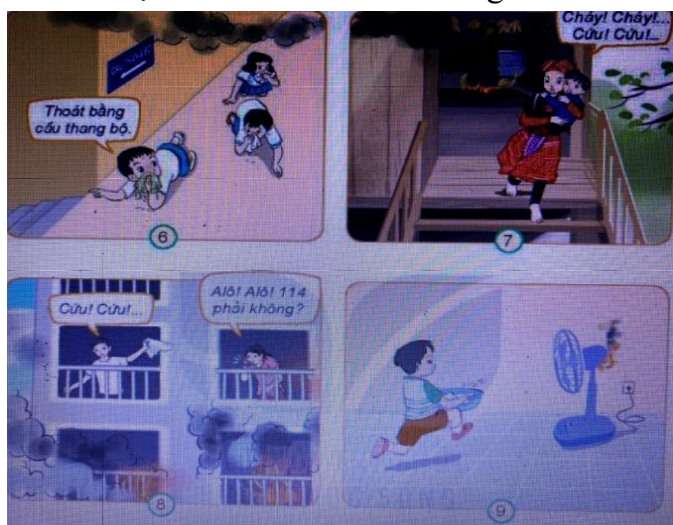 Thoát bằng
cầu thang bộ.
6
Cháy! Cháy!...
Cứu! Cứu!...
7
Cứu! Cứu!...
Alô! Alô! 114
phải không?
8
9